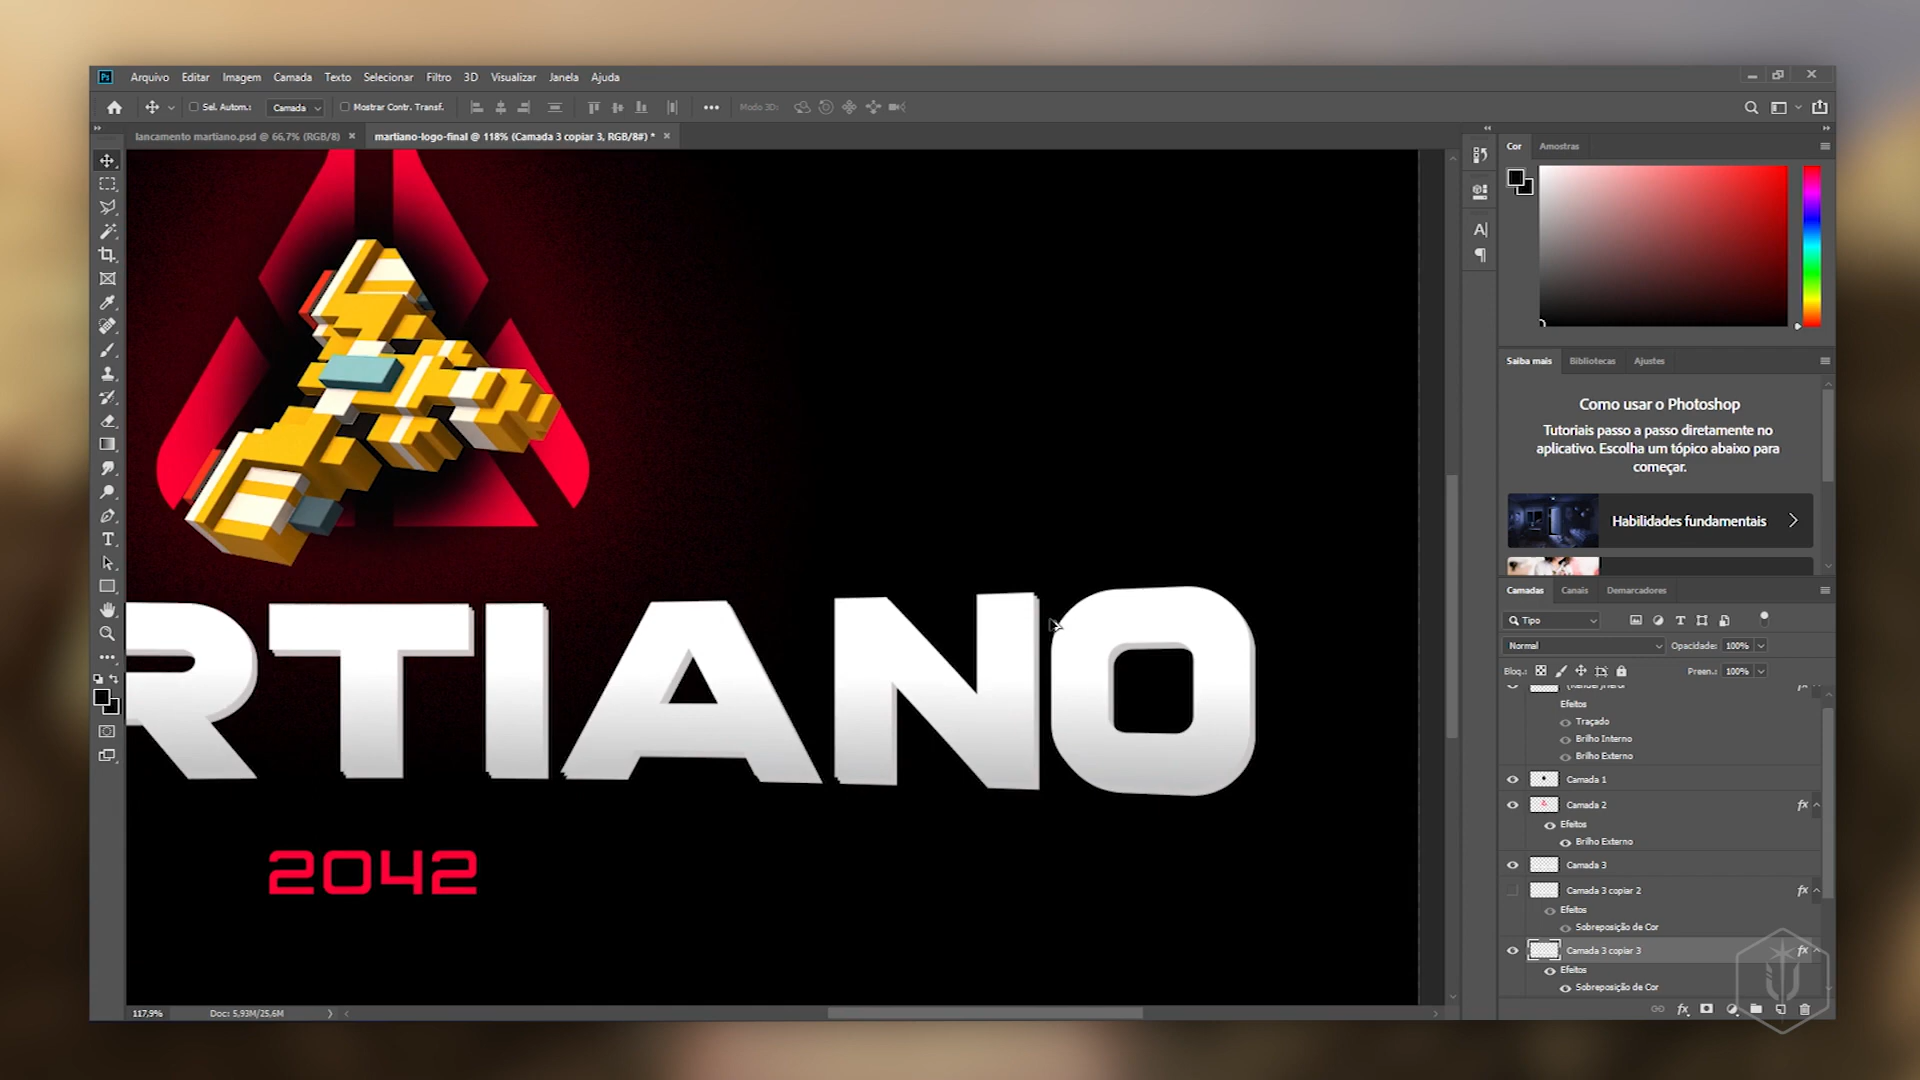 Ps Arquivo Editar Imagem Camada Texto Selecionar Filtro 3D Visualizar Janela Ajuda
Sel. Autom.: Camada Mostrar Contr. Transf. Modo 3D:
lancamento martiano.psd @ 66,7% (RGB/8) × martiano-logo-final @ 118% (Camada 3 copiar 3, RGB/8#) * ×
Cor Amostras
Saiba mais Bibliotecas Ajustes
Como usar o Photoshop
Tutoriais passo a passo diretamente no
aplicativo. Escolha um tópico abaixo para
começar.
Habilidades fundamentais
RTIANO
2042
Camadas Canais Demarcadores
Tipo
Normal Opacidade: 100%
Bloq.: Preen.: 100%
Efeitos
Traçado
Brilho Interno
Brilho Externo
Camada 1
Camada 2 fx
Efeitos
Brilho Externo
Camada 3
Camada 3 copiar 2 fx
Efeitos
Sobreposição de Cor
Camada 3 copiar 3 fx
Efeitos
Sobreposição de Cor
117,9% Doc: 5,93M/25,6M